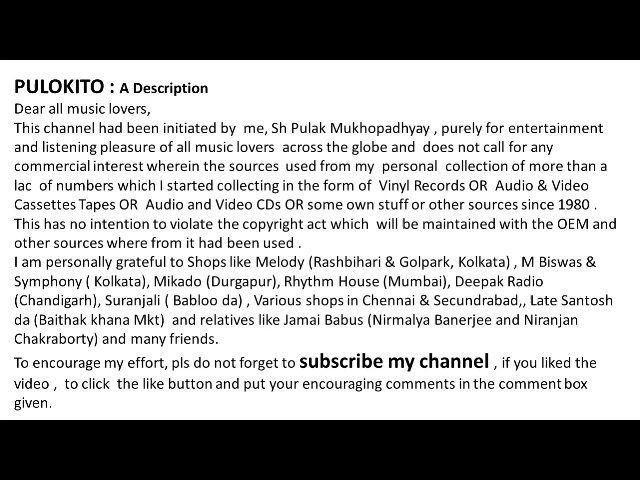 PULOKITO : A Description
Dear all music lovers,
This channel had been initiated by me, Sh Pulak Mukhopadhyay , purely for entertainment
and listening pleasure of all music lovers across the globe and does not call for any
commercial interest wherein the sources used from my personal collection of more than a
lac of numbers which I started collecting in the form of Vinyl Records OR Audio & Video
Cassettes Tapes OR Audio and Video CDs OR some own stuff or other sources since 1980 .
This has no intention to violate the copyright act which will be maintained with the OEM and
other sources where from it had been used .
I am personally grateful to Shops like Melody (Rashbihari & Golpark, Kolkata) , M Biswas &
Symphony ( Kolkata), Mikado (Durgapur), Rhythm House (Mumbai), Deepak Radio
(Chandigarh), Suranjali ( Babloo da) , Various shops in Chennai & Secundrabad,, Late Santosh
da (Baithak khana Mkt) and relatives like Jamai Babus (Nirmalya Banerjee and Niranjan
Chakraborty) and many friends.
To encourage my effort, pls do not forget to subscribe my channel , if you liked the
video , to click the like button and put your encouraging comments in the comment box
given.